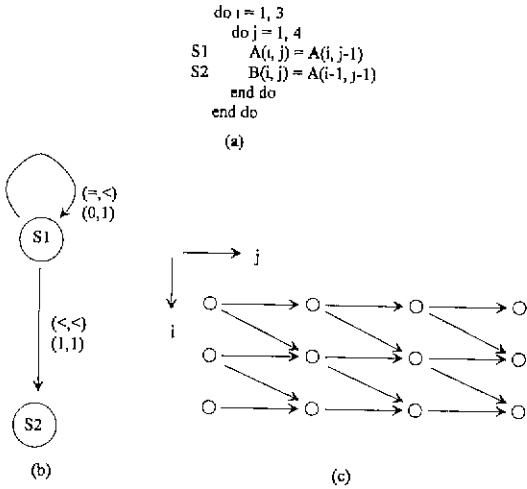 do i = 1, 3
do j = 1, 4
S1 A(i, j) = A(i, j-1)
S2 B(i, j) = A(i-1, j-1)
end do
end do
(a)
(=,<)
(0,1)
S1
(<,<)
(1,1)
S2
(b)
j
i
(c)